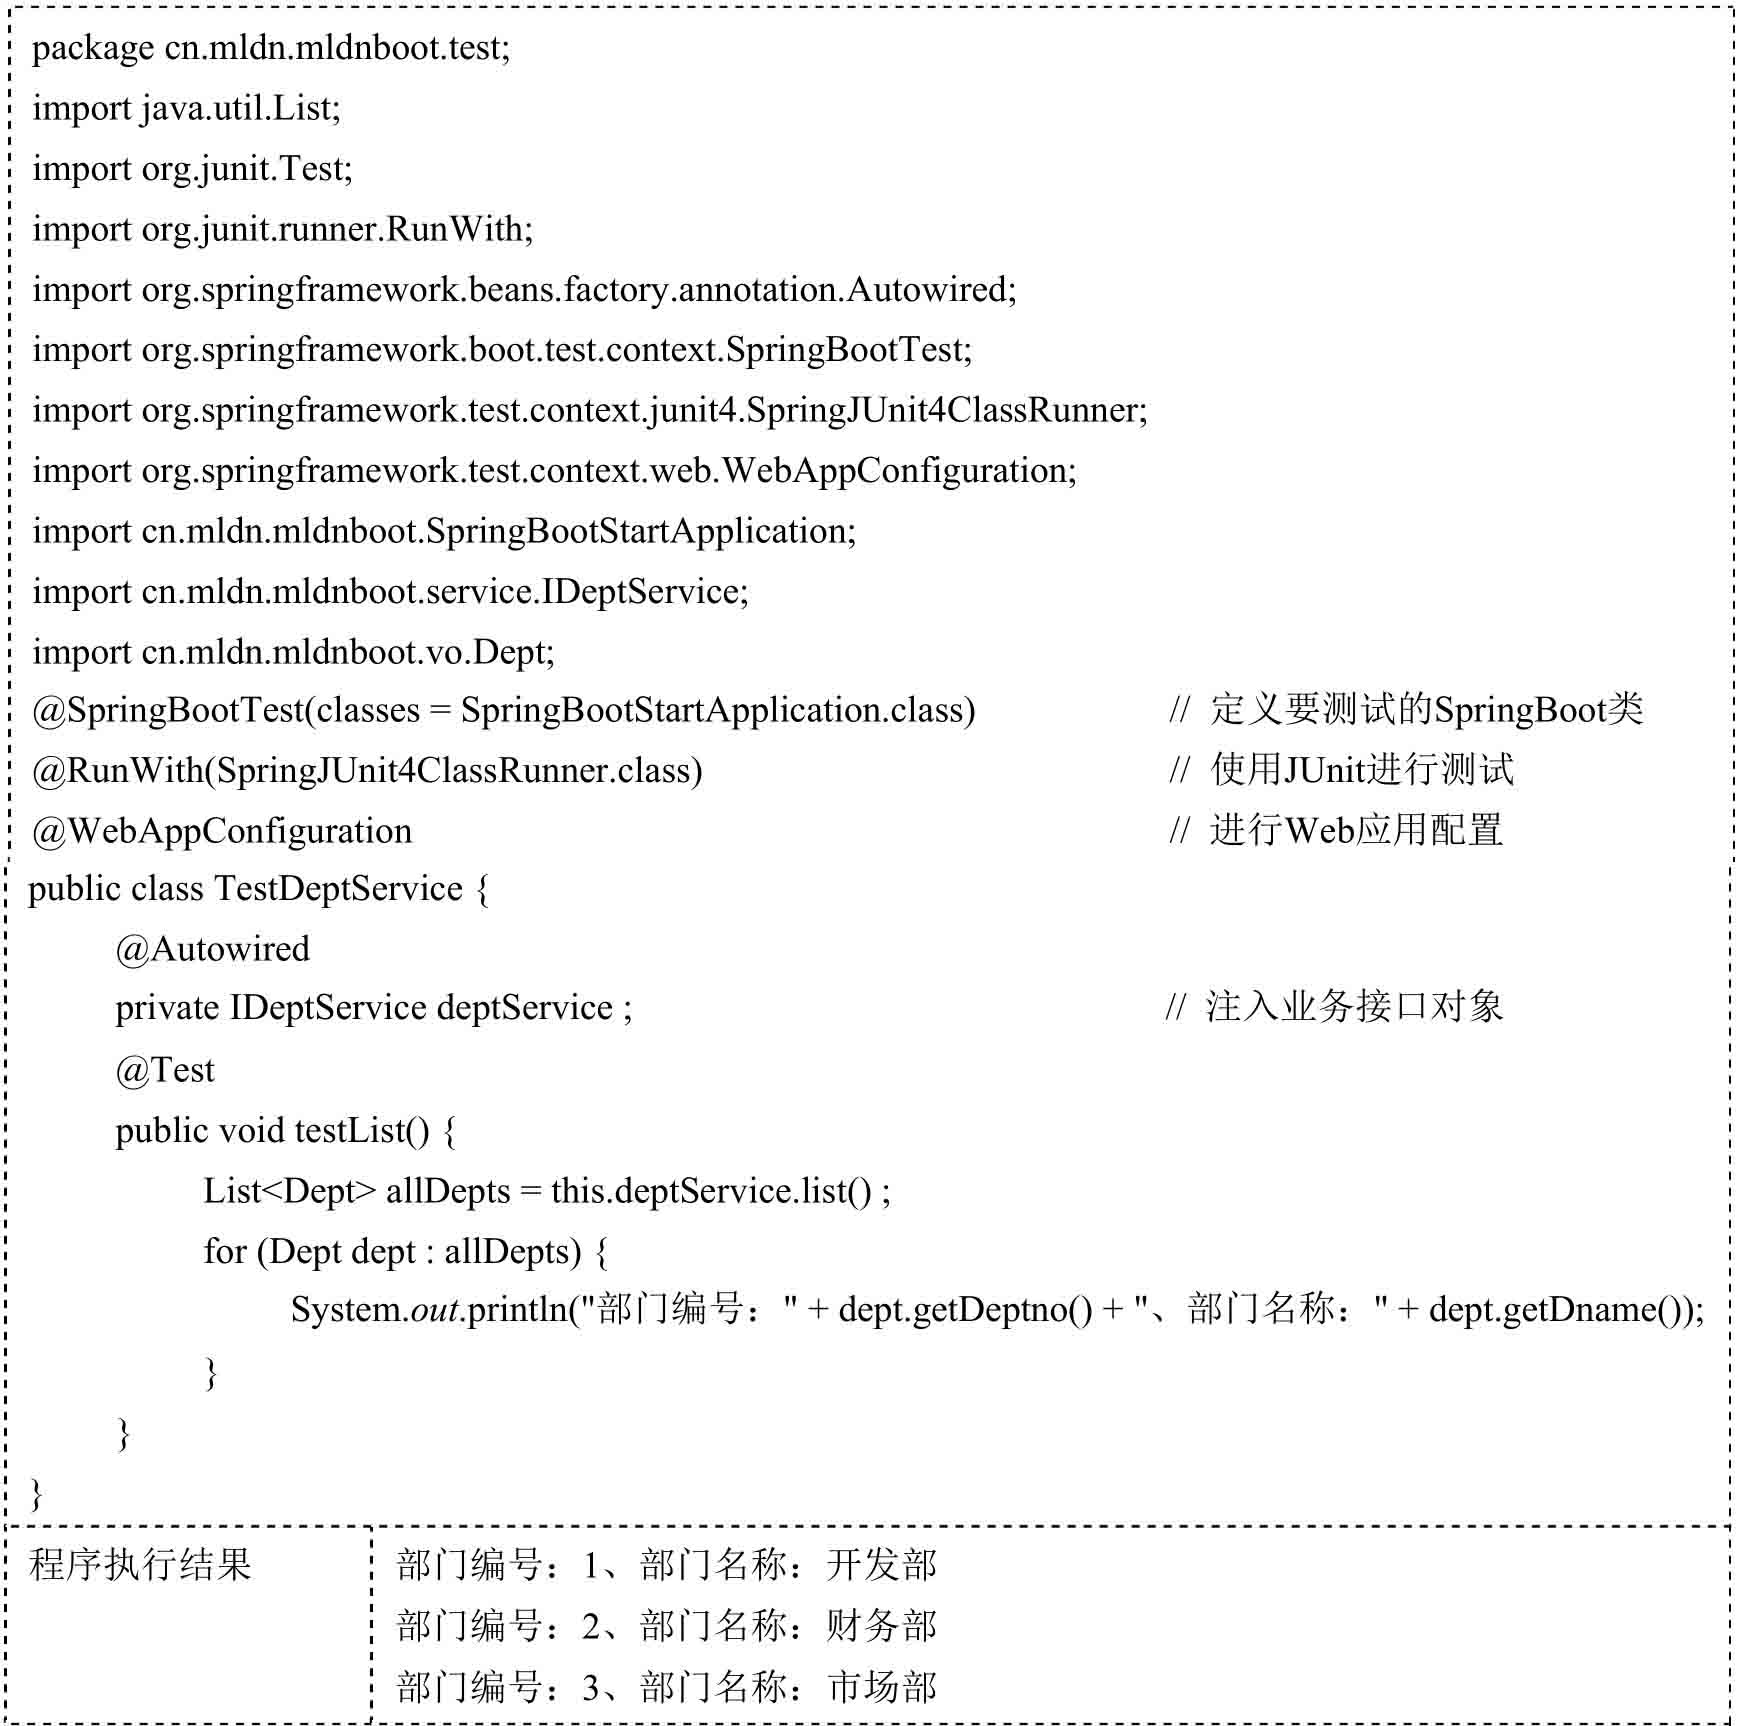 package cn.mldn.mldnboot.test;
import java.util.List;
import org.junit.Test;
import org.junit.runner.RunWith;
import org.springframework.beans.factory.annotation.Autowired;
import org.springframework.boot.test.context.SpringBootTest;
import org.springframework.test.context.junit4.SpringJUnit4ClassRunner;
import org.springframework.test.context.web.WebAppConfiguration;
import cn.mldn.mldnboot.SpringBootStartApplication;
import cn.mldn.mldnboot.service.IDeptService;
import cn.mldn.mldnboot.vo.Dept;
@SpringBootTest(classes = SpringBootStartApplication.class) // 定义要测试的SpringBoot类
@RunWith(SpringJUnit4ClassRunner.class) // 使用JUnit进行测试
@WebAppConfiguration // 进行Web应用配置
public class TestDeptService {
@Autowired
private IDeptService deptService ; // 注入业务接口对象
@Test
public void testList() {
List<Dept> allDepts = this.deptService.list() ;
for (Dept dept : allDepts) {
System.out.println("部门编号：" + dept.getDeptno() + "、部门名称：" + dept.getDname());
}
}
}
程序执行结果 部门编号：1、部门名称：开发部
部门编号：2、部门名称：财务部
部门编号：3、部门名称：市场部